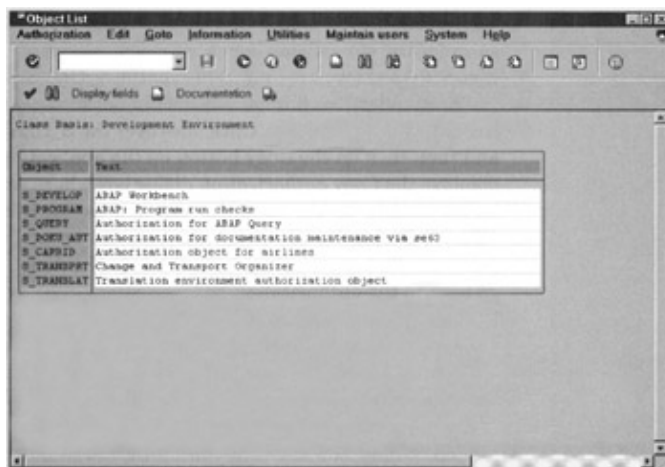 Object List
Authorization Edit Goto Information Utilities Maintain users System Help
Display fields Documentation
Class Basis: Development Environment
Object Text
S_DEVELOP ABAP Workbench
S_PROGRAM ABAP: Program run checks
S_QUERY Authorization for ABAP Query
S_DOKU_AUT Authorization for documentation maintenance via se63
S_CARRID Authorization object for airlines
S_TRANSPRT Change and Transport Organizer
S_TRANSLAT Translation environment authorization object